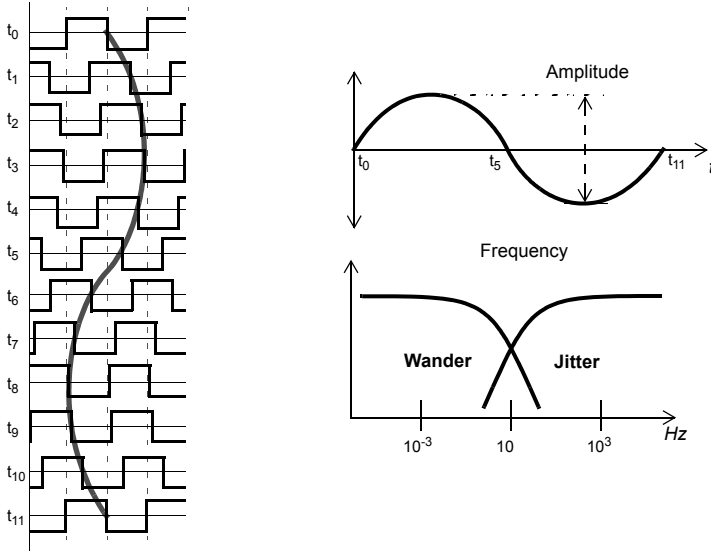 t0
t1
t2
t3
t4
t5
t6
t7
t8
t9
t10
t11
Amplitude
t0 t5 t11
Frequency
Wander Jitter
10-3 10 103 Hz